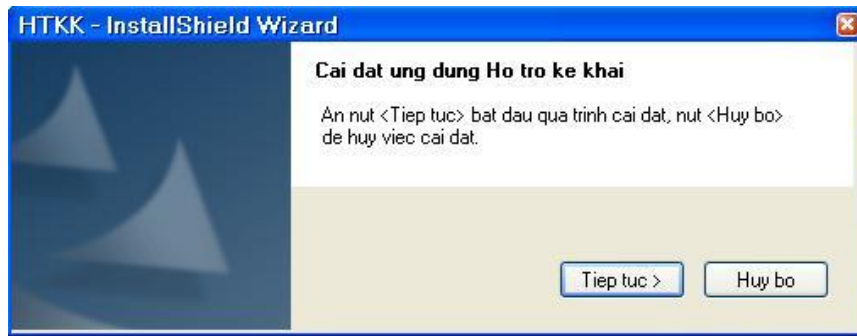 HTKK - InstallShield Wizard
Cai dat ung dung Ho tro ke khai
An nut <Tiep tuc> bat dau qua trinh cai dat, nut <Huy bo>
de huy viec cai dat.
Tiep tuc >
Huy bo